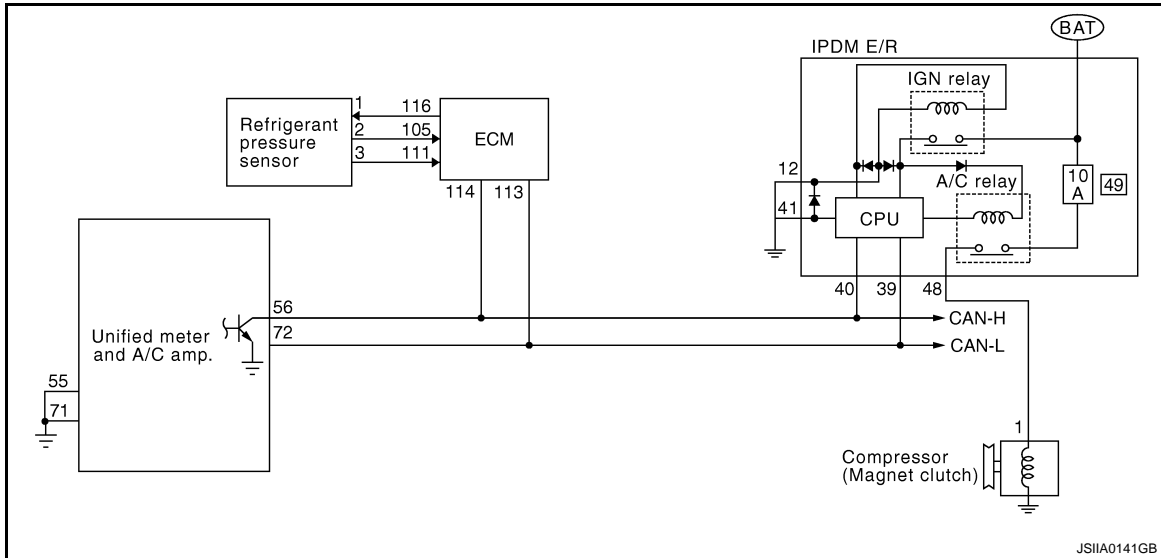 BAT
IPDM E/R
IGN relay
Refrigerant
pressure
sensor
1
2
3
116
105
111
ECM
114
113
12
41
10
A
49
A/C relay
CPU
40
39
48
56
72
Unified meter
and A/C amp.
CAN-H
CAN-L
55
71
1
Compressor
(Magnet clutch)
JSIIA0141GB